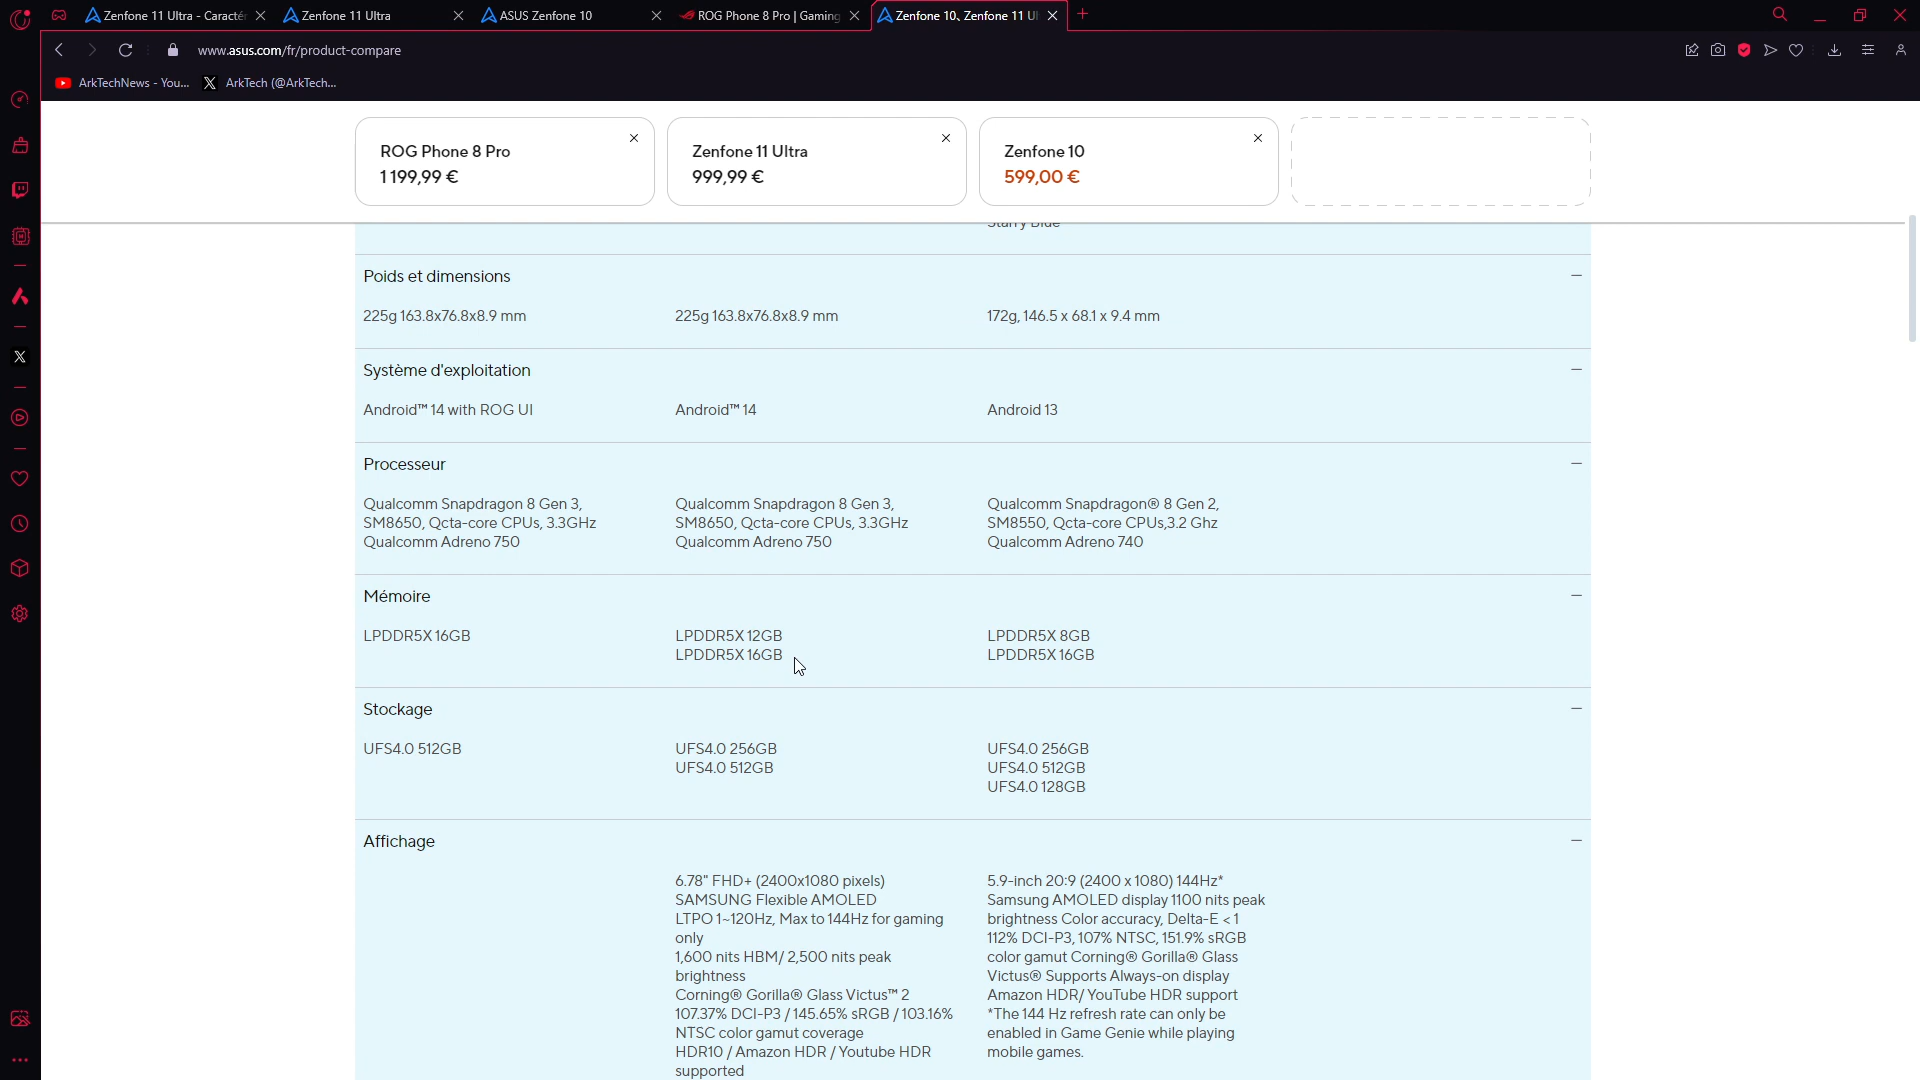 Zenfone 11 Ultra - Caractér
Zenfone 11 Ultra
ASUS Zenfone 10
ROG Phone 8 Pro | Gaming
Zenfone 10、Zenfone 11 Ul
www.asus.com/fr/product-compare
ArkTechNews - You...
ArkTech (@ArkTech...
ROG Phone 8 Pro
1 199,99 €
Zenfone 11 Ultra
999,99 €
Zenfone 10
599,00 €
Starry Blue
Poids et dimensions
225g 163.8x76.8x8.9 mm
225g 163.8x76.8x8.9 mm
172g, 146.5 x 68.1 x 9.4 mm
Système d'exploitation
Android™ 14 with ROG UI
Android™ 14
Android 13
Processeur
Qualcomm Snapdragon 8 Gen 3,
SM8650, Qcta-core CPUs, 3.3GHz
Qualcomm Adreno 750
Qualcomm Snapdragon 8 Gen 3,
SM8650, Qcta-core CPUs, 3.3GHz
Qualcomm Adreno 750
Qualcomm Snapdragon® 8 Gen 2,
SM8550, Qcta-core CPUs,3.2 Ghz
Qualcomm Adreno 740
Mémoire
LPDDR5X 16GB
LPDDR5X 12GB
LPDDR5X 16GB
LPDDR5X 8GB
LPDDR5X 16GB
Stockage
UFS4.0 512GB
UFS4.0 256GB
UFS4.0 512GB
UFS4.0 256GB
UFS4.0 512GB
UFS4.0 128GB
Affichage
6.78" FHD+ (2400x1080 pixels)
SAMSUNG Flexible AMOLED
LTPO 1~120Hz, Max to 144Hz for gaming
only
1,600 nits HBM/ 2,500 nits peak
brightness
Corning® Gorilla® Glass Victus™ 2
107.37% DCI-P3 / 145.65% sRGB / 103.16%
NTSC color gamut coverage
HDR10 / Amazon HDR / Youtube HDR
supported
5.9-inch 20:9 (2400 x 1080) 144Hz*
Samsung AMOLED display 1100 nits peak
brightness Color accuracy, Delta-E < 1
112% DCI-P3, 107% NTSC, 151.9% sRGB
color gamut Corning® Gorilla® Glass
Victus® Supports Always-on display
Amazon HDR/ YouTube HDR support
*The 144 Hz refresh rate can only be
enabled in Game Genie while playing
mobile games.